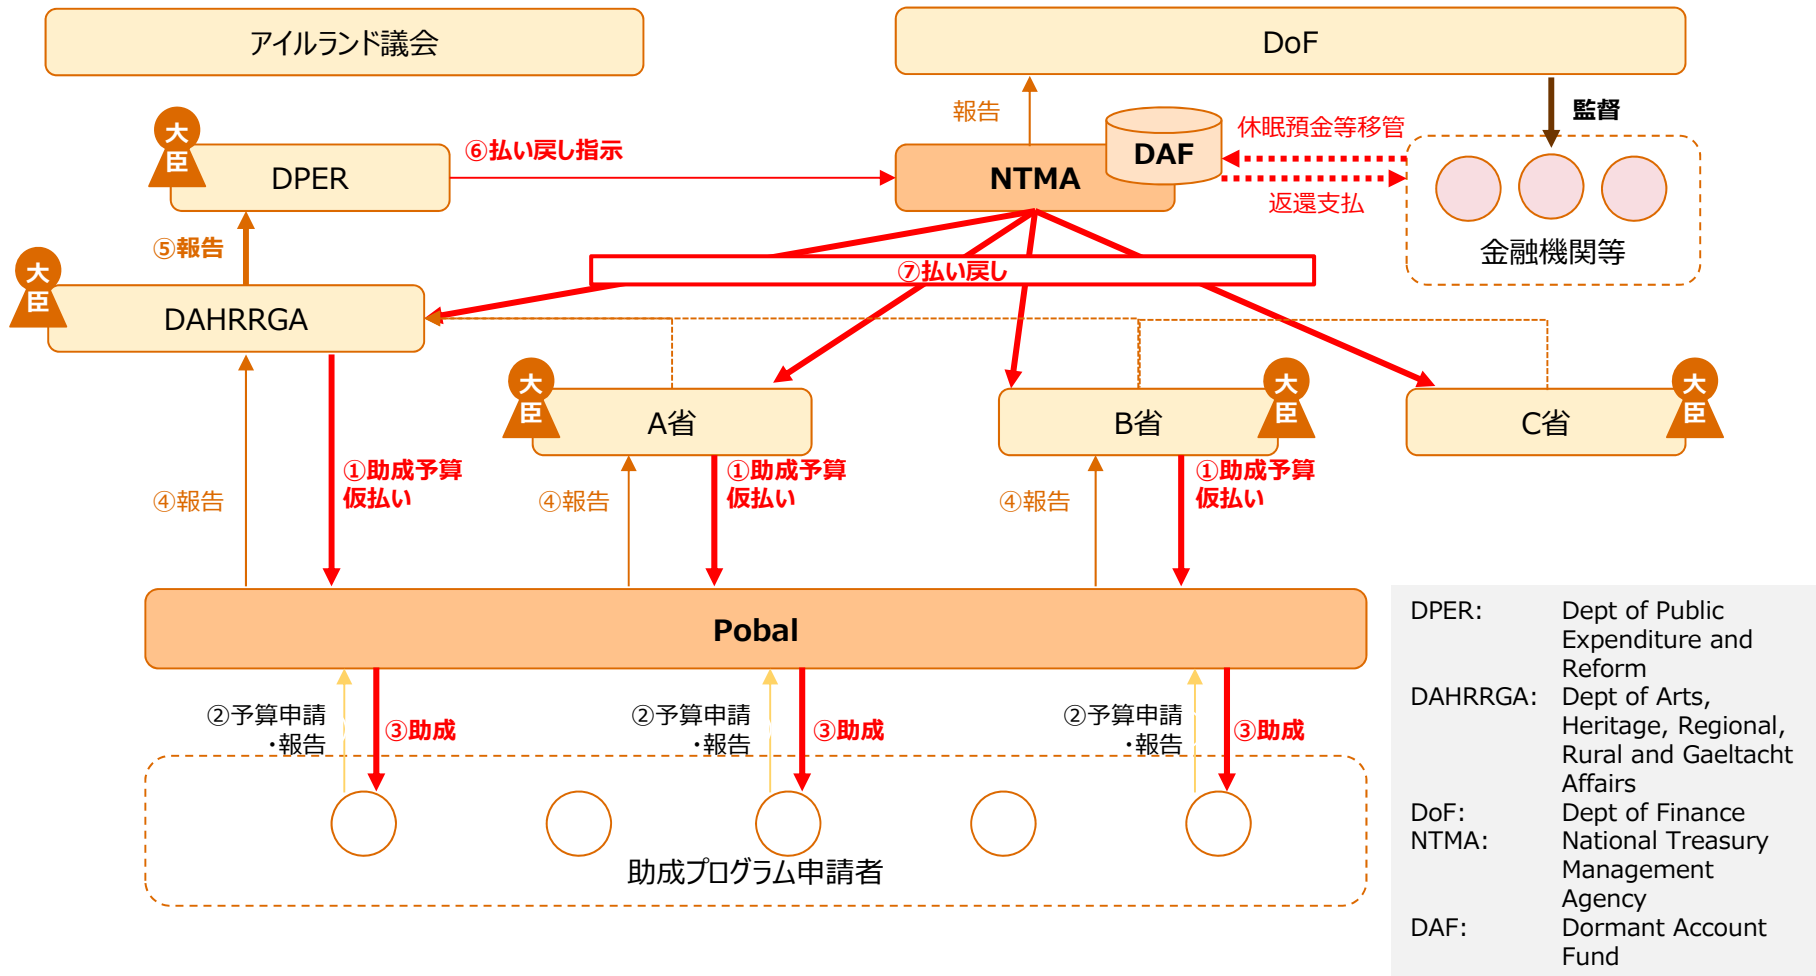 アイルランド議会
DoF
報告
監督
大
臣
DPER
⑥払い戻し指示
NTMA
DAF
休眠預金等移管
返還支払
金融機関等
⑤報告
大
臣
DAHRRGA
⑦払い戻し
大
臣
A省
B省
大
臣
C省
大
臣
④報告
①助成予算
仮払い
④報告
①助成予算
仮払い
④報告
①助成予算
仮払い
Pobal
②予算申請
・報告
③助成
②予算申請
・報告
③助成
②予算申請
・報告
③助成
助成プログラム申請者
DPER: Dept of Public
Expenditure and
Reform
DAHRRGA: Dept of Arts,
Heritage, Regional,
Rural and Gaeltacht
Affairs
DoF: Dept of Finance
NTMA: National Treasury
Management
Agency
DAF: Dormant Account
Fund